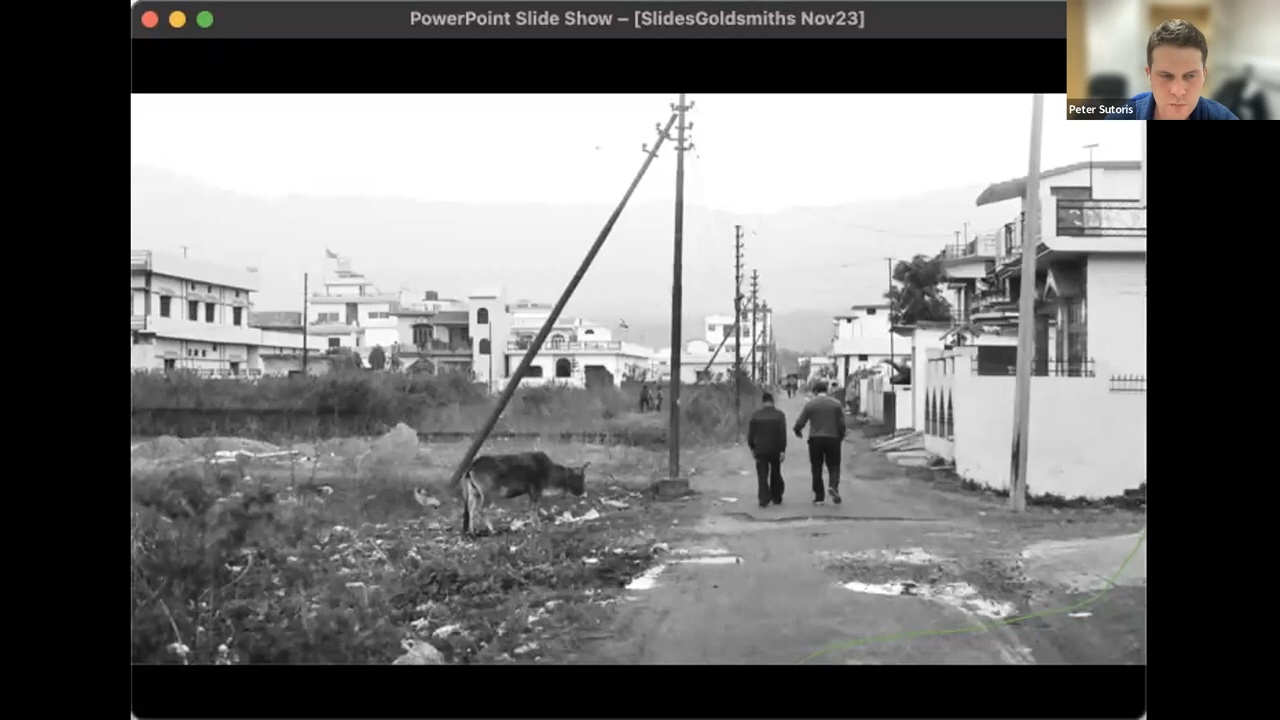 PowerPoint Slide Show – [SlidesGoldsmiths Nov23]
Peter Sutoris